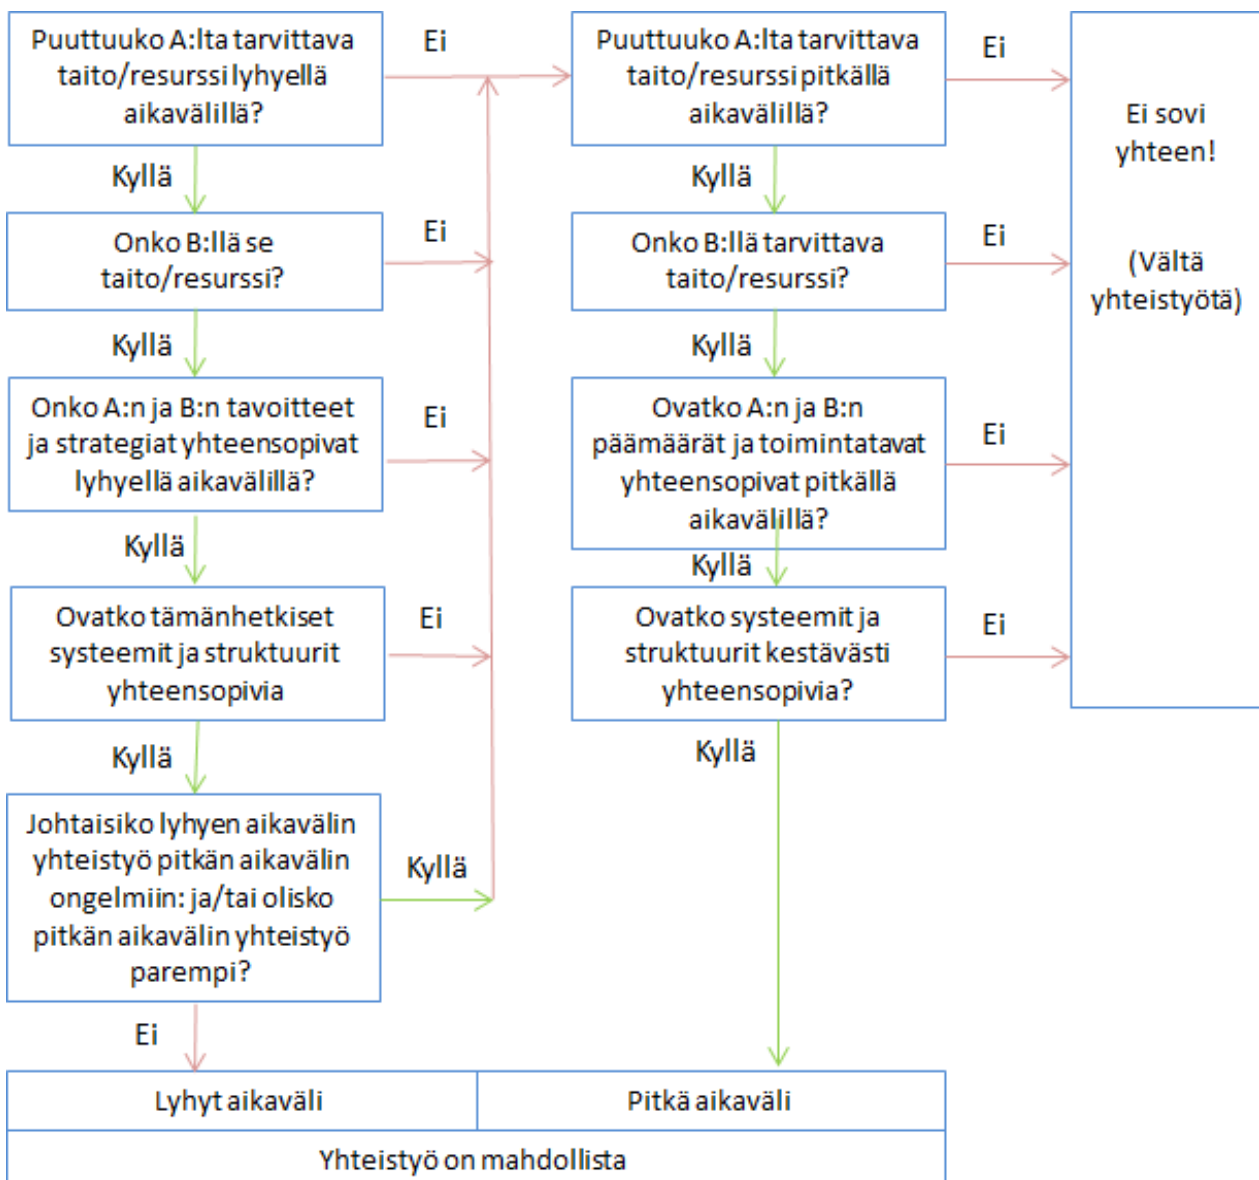 Puuttuuko A:lta tarvittava
taito/resurssi lyhyellä
aikavälillä?
Ei
Kyllä
Onko B:llä se
taito/resurssi?
Ei
Kyllä
Onko A:n ja B:n tavoitteet
ja strategiat yhteensopivat
lyhyellä aikavälillä?
Ei
Kyllä
Ovatko tämänhetkiset
systeemit ja struktuurit
yhteensopivia
Ei
Kyllä
Johtaisiko lyhyen aikavälin
yhteistyö pitkän aikavälin
ongelmiin: ja/tai olisko
pitkän aikavälin yhteistyö
parempi?
Kyllä
Ei
Puuttuuko A:lta tarvittava
taito/resurssi pitkällä
aikavälillä?
Ei
Kyllä
Onko B:llä tarvittava
taito/resurssi?
Ei
Kyllä
Ovatko A:n ja B:n
päämäärät ja toimintatavat
yhteensopivat pitkällä
aikavälillä?
Ei
Kyllä
Ovatko systeemit ja
struktuurit kestävästi
yhteensopivia?
Ei
Kyllä
Ei sovi
yhteen!
(Vältä
yhteistyötä)
Lyhyt aikaväli
Pitkä aikaväli
Yhteistyö on mahdollista